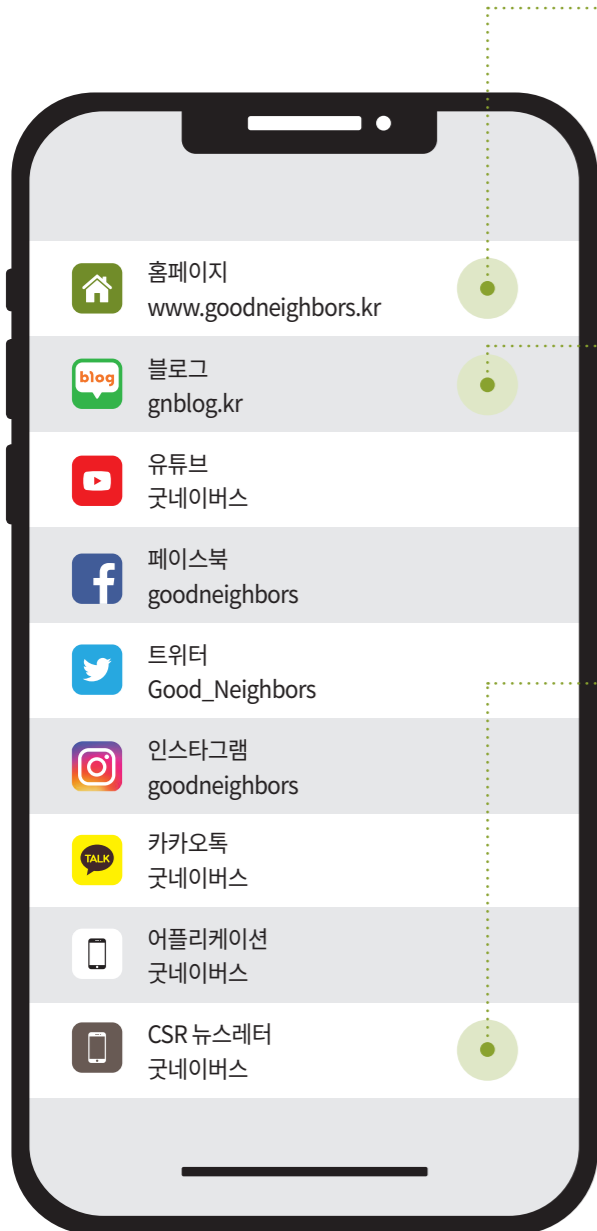 홈페이지
www.goodneighbors.kr
blog
블로그
gnblog.kr
유튜브
굿네이버스
페이스북
goodneighbors
트위터
Good_Neighbors
인스타그램
goodneighbors
TALK
카카오톡
굿네이버스
어플리케이션
굿네이버스
CSR 뉴스레터
굿네이버스